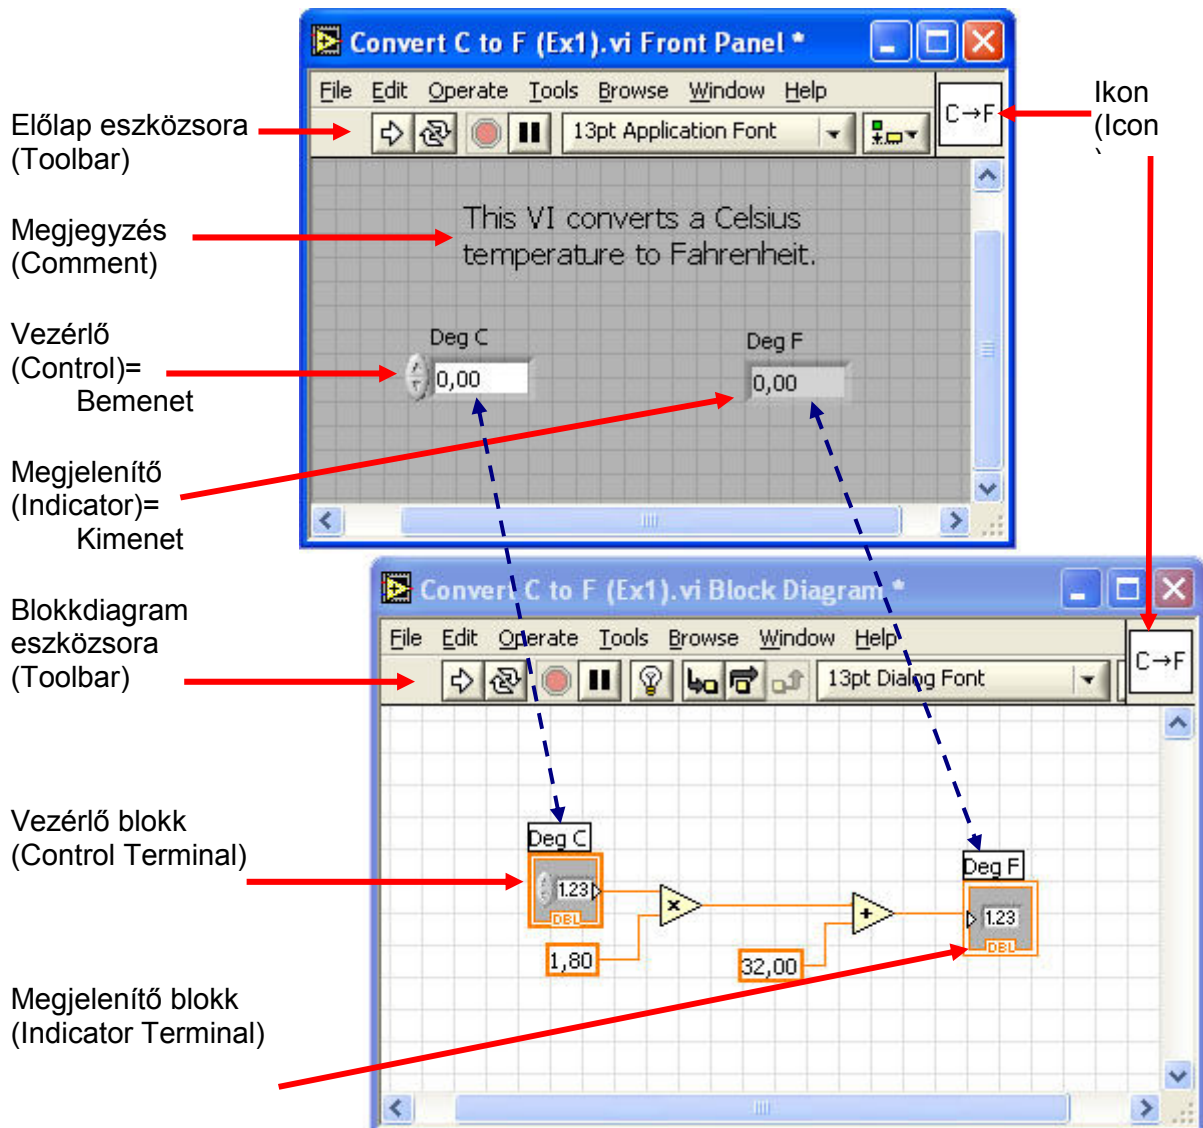 Convert C to F (Ex1).vi Front Panel *
File Edit Operate Tools Browse Window Help
13pt Application Font
C→F
Ikon
(Icon
)
Előlap eszközsora
(Toolbar)
This VI converts a Celsius
temperature to Fahrenheit.
Megjegyzés
(Comment)
Vezérlő
(Control)=
Bemenet
Deg C
0,00
Deg F
0,00
Megjelenítő
(Indicator)=
Kimenet
Convert C to F (Ex1).vi Block Diagram *
File Edit Operate Tools Browse Window Help
13pt Dialog Font
C→F
Blokkdiagram
eszközsora
(Toolbar)
Vezérlő blokk
(Control Terminal)
Deg C
1.23
DBL
×
1,80
+
32,00
Deg F
1.23
DBL
Megjelenítő blokk
(Indicator Terminal)